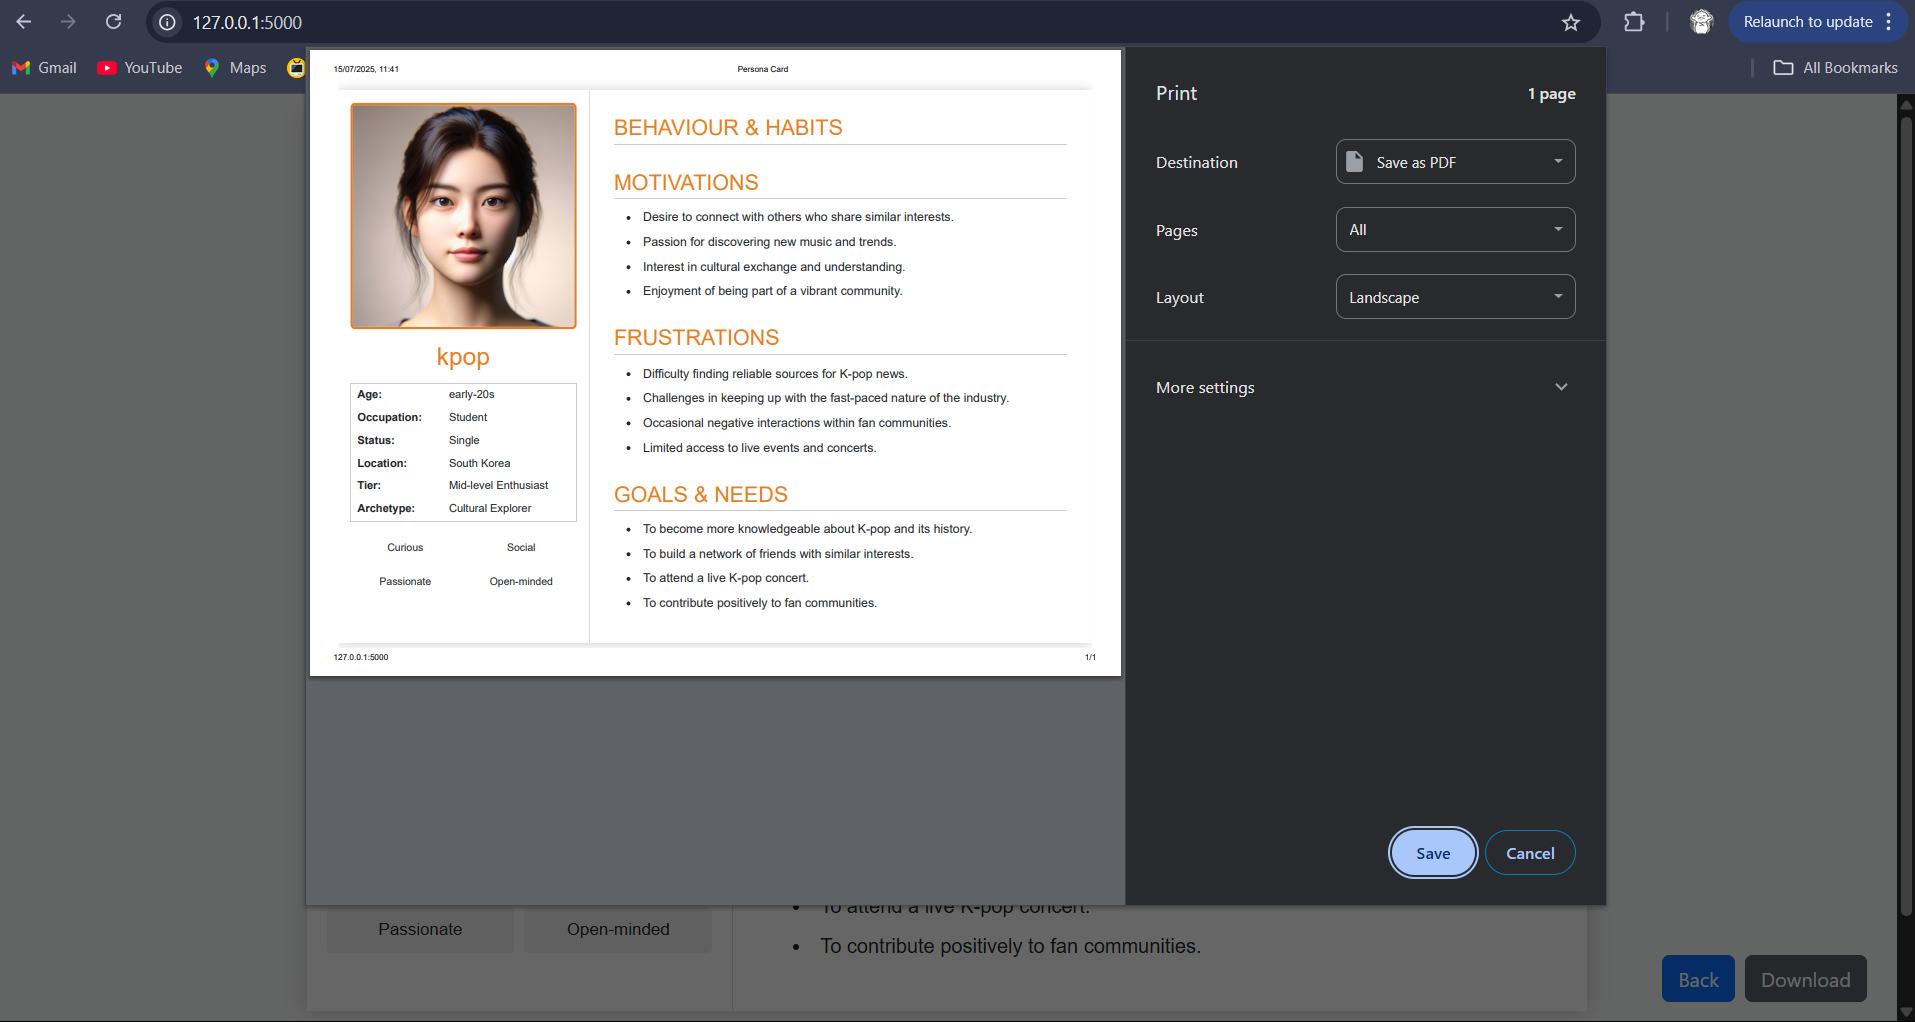 127.0.0.1:5000
Relaunch to update
Gmail
YouTube
Maps
All Bookmarks
15/07/2025, 11:41
Persona Card
kpop
Age: early-20s
Occupation: Student
Status: Single
Location: South Korea
Tier: Mid-level Enthusiast
Archetype: Cultural Explorer
Curious Social
Passionate Open-minded
BEHAVIOUR & HABITS
MOTIVATIONS
• Desire to connect with others who share similar interests.
• Passion for discovering new music and trends.
• Interest in cultural exchange and understanding.
• Enjoyment of being part of a vibrant community.
FRUSTRATIONS
• Difficulty finding reliable sources for K-pop news.
• Challenges in keeping up with the fast-paced nature of the industry.
• Occasional negative interactions within fan communities.
• Limited access to live events and concerts.
GOALS & NEEDS
• To become more knowledgeable about K-pop and its history.
• To build a network of friends with similar interests.
• To attend a live K-pop concert.
• To contribute positively to fan communities.
127.0.0.1:5000
1/1
Print
1 page
Destination
Save as PDF
Pages
All
Layout
Landscape
More settings
Save
Cancel
• To attend a live K-pop concert.
Passionate
Open-minded
• To contribute positively to fan communities.
Back
Download